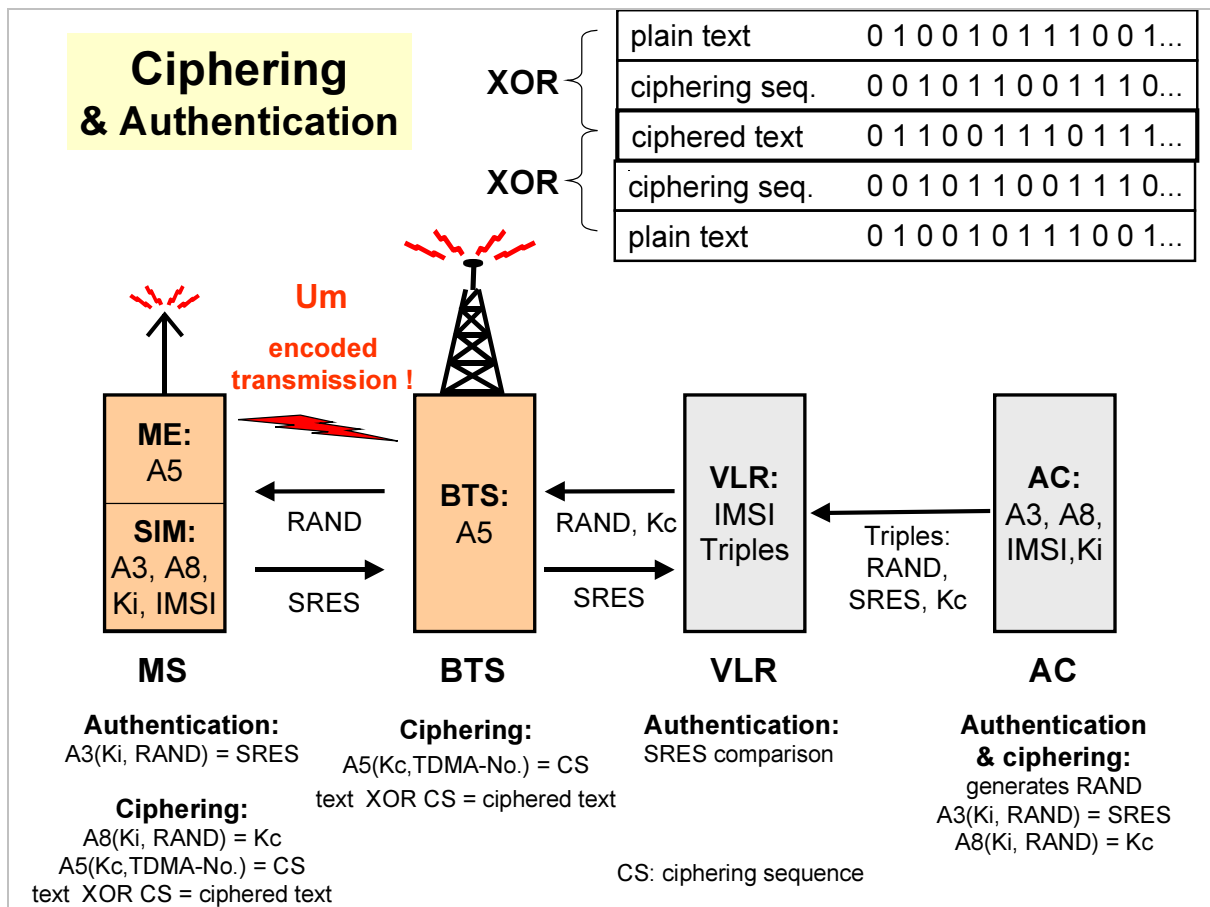 Ciphering
& Authentication
XOR
XOR
plain text 0 1 0 0 1 0 1 1 1 0 0 1...
ciphering seq. 0 0 1 0 1 1 0 0 1 1 1 0...
ciphered text 0 1 1 0 0 1 1 1 0 1 1 1...
ciphering seq. 0 0 1 0 1 1 0 0 1 1 1 0...
plain text 0 1 0 0 1 0 1 1 1 0 0 1...
Um
encoded
transmission !
ME:
A5
SIM:
A3, A8,
Ki, IMSI
RAND
SRES
BTS:
A5
RAND, Kc
SRES
VLR:
IMSI
Triples
Triples:
RAND,
SRES, Kc
AC:
A3, A8,
IMSI,Ki
MS
BTS
VLR
AC
Authentication:
A3(Ki, RAND) = SRES
Ciphering:
A8(Ki, RAND) = Kc
A5(Kc,TDMA-No.) = CS
text XOR CS = ciphered text
Ciphering:
A5(Kc,TDMA-No.) = CS
text XOR CS = ciphered text
Authentication:
SRES comparison
CS: ciphering sequence
Authentication
& ciphering:
generates RAND
A3(Ki, RAND) = SRES
A8(Ki, RAND) = Kc